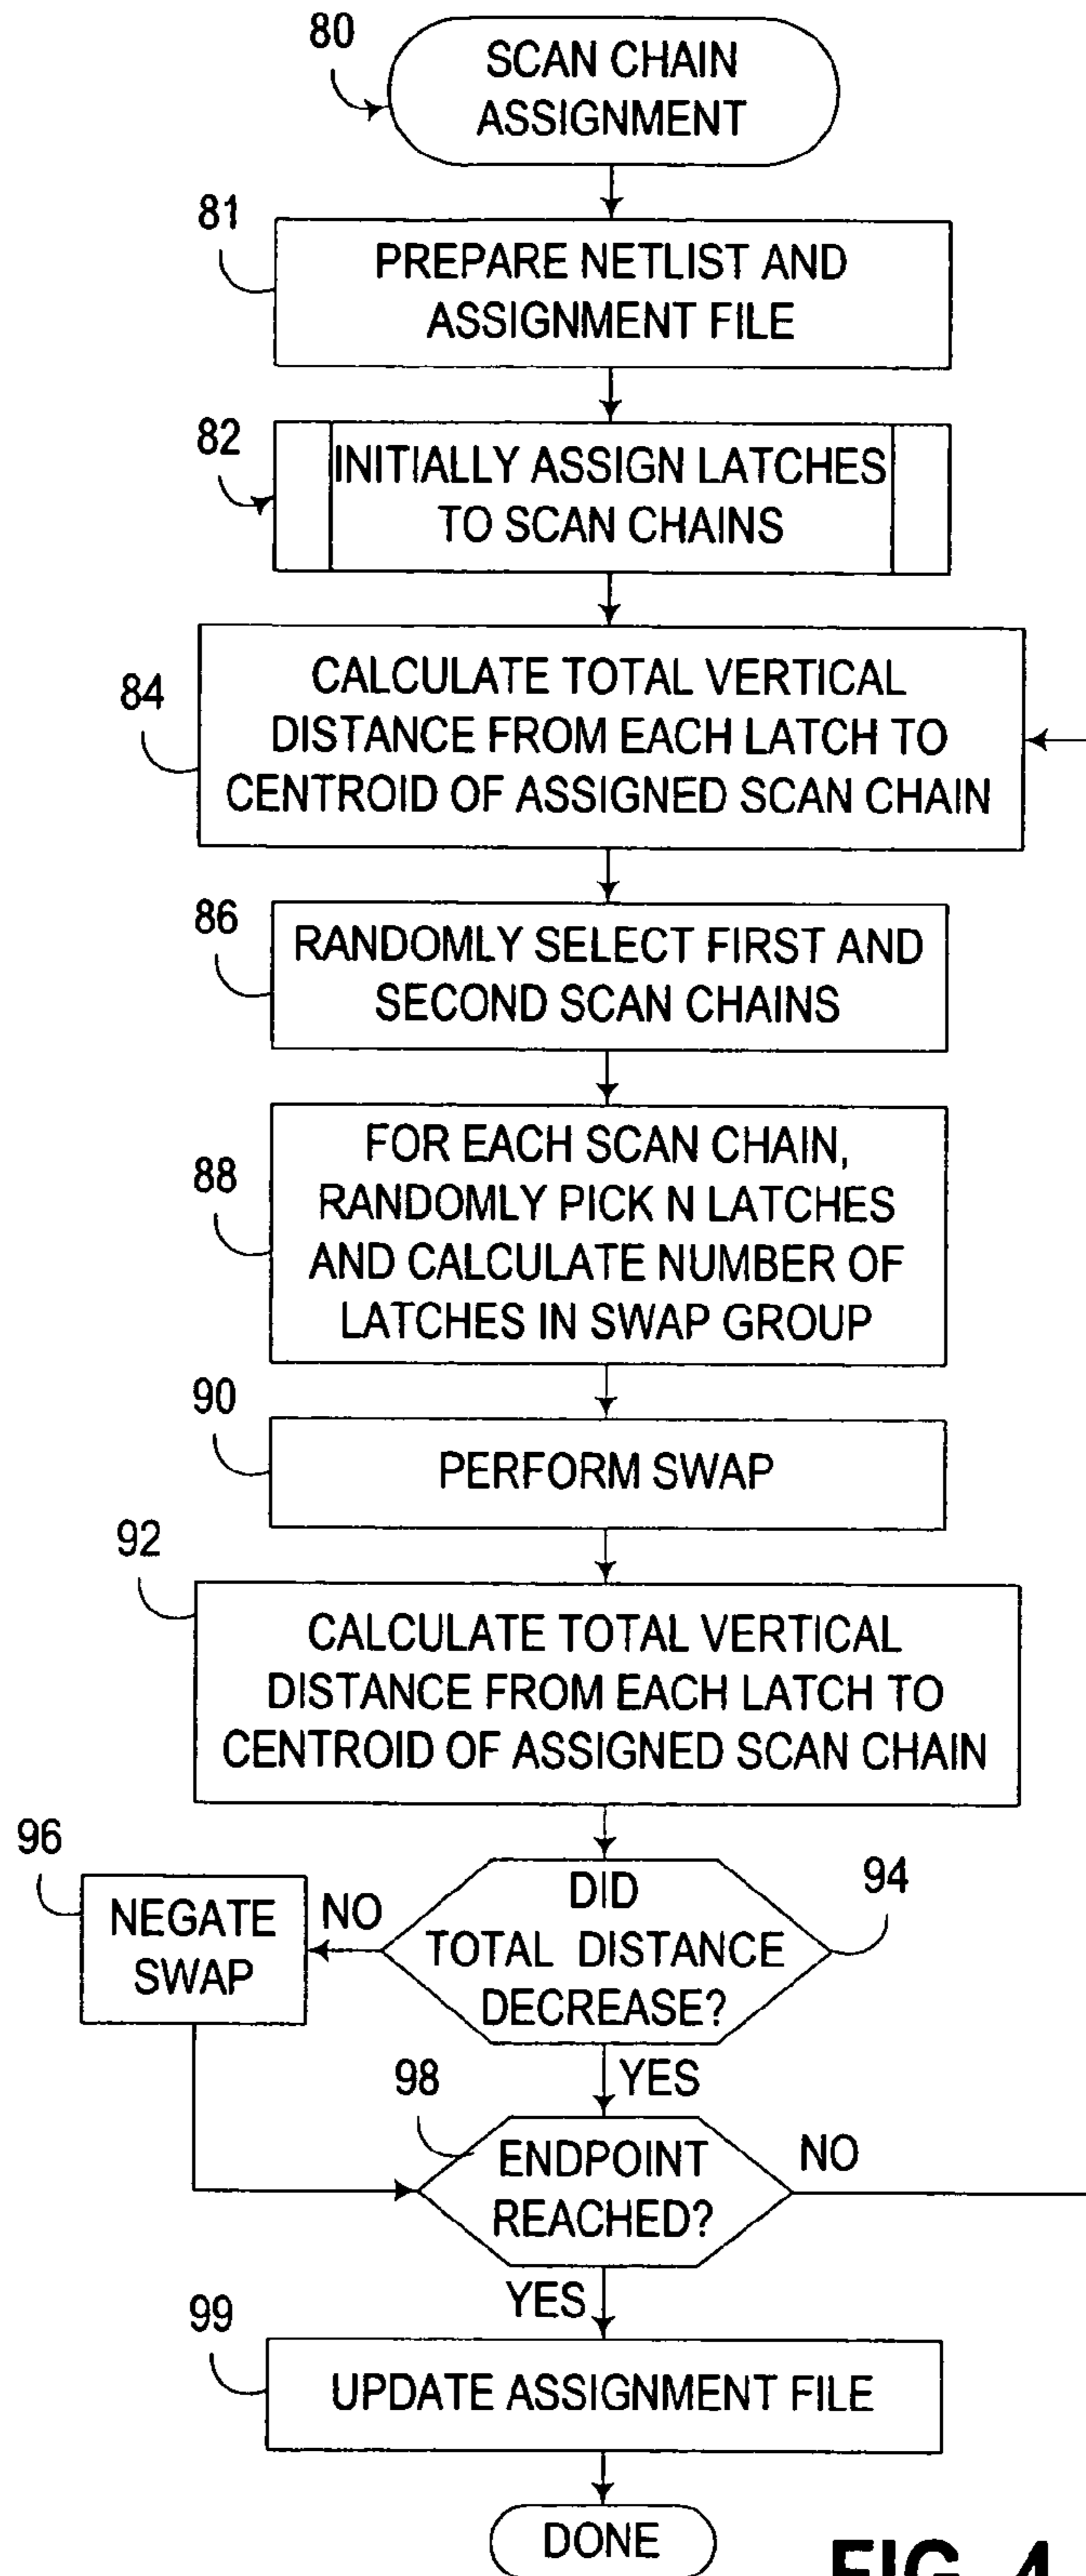 80
SCAN CHAIN
ASSIGNMENT
81
PREPARE NETLIST AND
ASSIGNMENT FILE
82
INITIALLY ASSIGN LATCHES
TO SCAN CHAINS
84
CALCULATE TOTAL VERTICAL
DISTANCE FROM EACH LATCH TO
CENTROID OF ASSIGNED SCAN CHAIN
86
RANDOMLY SELECT FIRST AND
SECOND SCAN CHAINS
88
FOR EACH SCAN CHAIN,
RANDOMLY PICK N LATCHES
AND CALCULATE NUMBER OF
LATCHES IN SWAP GROUP
90
PERFORM SWAP
92
CALCULATE TOTAL VERTICAL
DISTANCE FROM EACH LATCH TO
CENTROID OF ASSIGNED SCAN CHAIN
96
NEGATE
SWAP
NO
DID
TOTAL DISTANCE
DECREASE?
94
YES
98
ENDPOINT
REACHED?
NO
YES
99
UPDATE ASSIGNMENT FILE
DONE
FIG. 4